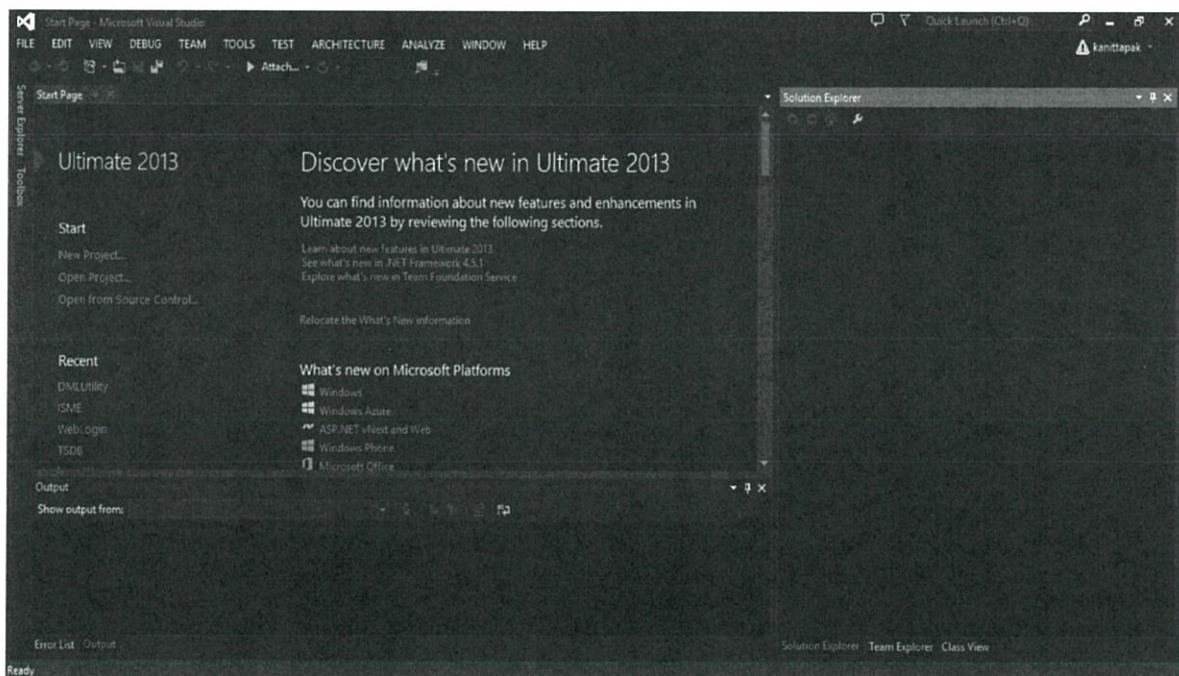 Start Page - Microsoft Visual Studio
Quick Launch (Ctrl+Q)
FILE EDIT VIEW DEBUG TEAM TOOLS TEST ARCHITECTURE ANALYZE WINDOW HELP
kanittapak
Attach...
Server Explorer
Toolbox
Start Page
Ultimate 2013
Start
New Project...
Open Project...
Open from Source Control...
Recent
DMLUtility
ISME
WebLogin
TSDB
Discover what's new in Ultimate 2013
You can find information about new features and enhancements in
Ultimate 2013 by reviewing the following sections.
Learn about new features in Ultimate 2013
See what's new in .NET Framework 4.5.1
Explore what's new in Team Foundation Service
Relocate the What's New information
What's new on Microsoft Platforms
Windows
Windows Azure
ASP.NET vNext and Web
Windows Phone
Microsoft Office
Output
Show output from:
Error List Output
Solution Explorer
Solution Explorer Team Explorer Class View
Ready